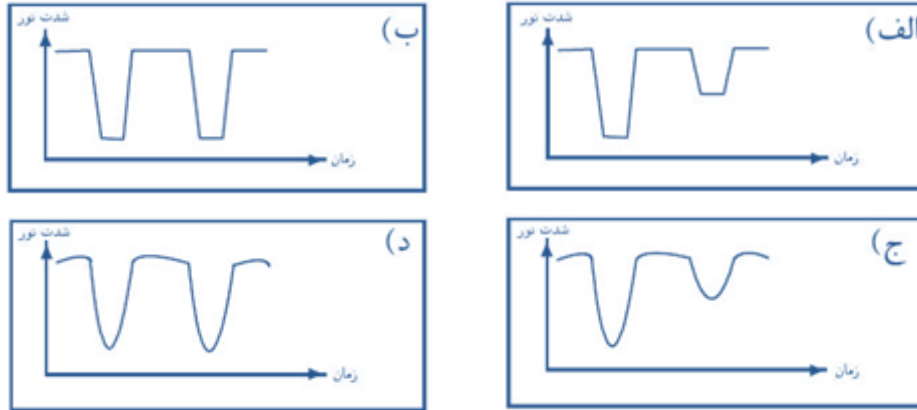 الف)
شدت نور
زمان
ب)
شدت نور
زمان
ج)
شدت نور
زمان
د)
شدت نور
زمان